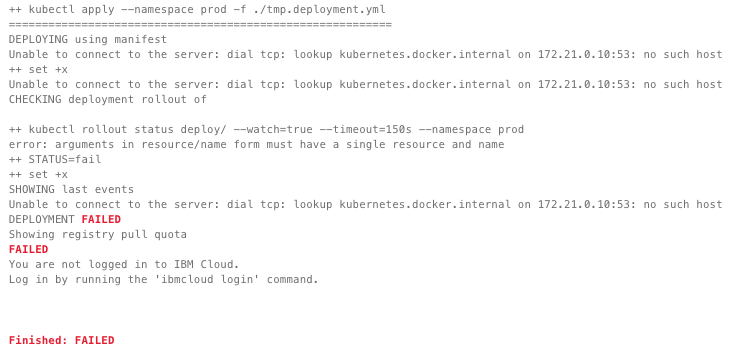 ++ kubectl apply --namespace prod -f ./tmp.deployment.yml
==========================================================
DEPLOYING using manifest
Unable to connect to the server: dial tcp: lookup kubernetes.docker.internal on 172.21.0.10:53: no such host
++ set +x
Unable to connect to the server: dial tcp: lookup kubernetes.docker.internal on 172.21.0.10:53: no such host
CHECKING deployment rollout of
++ kubectl rollout status deploy/ --watch=true --timeout=150s --namespace prod
error: arguments in resource/name form must have a single resource and name
++ STATUS=fail
++ set +x
SHOWING last events
Unable to connect to the server: dial tcp: lookup kubernetes.docker.internal on 172.21.0.10:53: no such host
DEPLOYMENT FAILED
Showing registry pull quota
FAILED
You are not logged in to IBM Cloud.
Log in by running the 'ibmcloud login' command.
Finished: FAILED